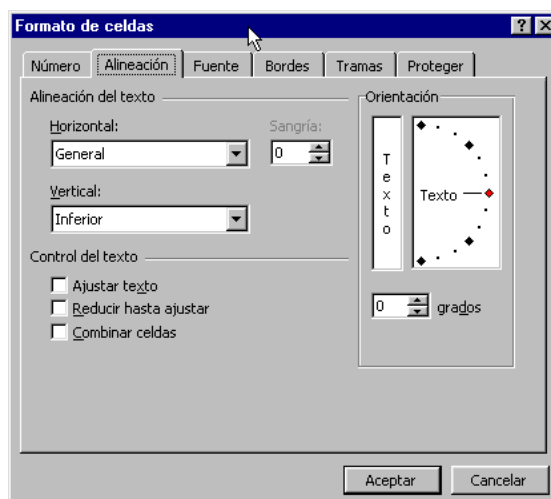 Formato de celdas
Número Alineación Fuente Bordes Tramas Proteger
Alineación del texto
Horizontal: Sangría:
General 0
Vertical:
Inferior
Control del texto
Ajustar texto
Reducir hasta ajustar
Combinar celdas
Orientación
Texto
Texto
0 grados
Aceptar Cancelar